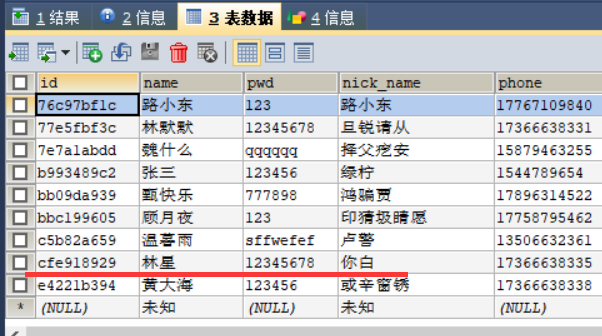 1 结果 2 信息 3 表数据 4 信息
id name pwd nick_name phone
76c97bf1c 路小东 123 路小东 17767109840
77e5fbf3c 林默默 12345678 旦锐请从 17366638331
7e7a1abdd 魏什么 qqqqqq 择父疙安 15879463255
b993489c2 张三 123456 绿柠 1544789654
bb09da939 甄快乐 777898 鸿骗贾 17896314522
bbc199605 顾月夜 123 印猜圾睛愿 17758795462
c5b82a659 温暮雨 sffwefef 卢警 13506632361
cfe918929 林星 12345678 你白 17366638335
e4221b394 黄大海 123456 或辛窗锈 17366638338
* (NULL) 未知 (NULL) 未知 (NULL)